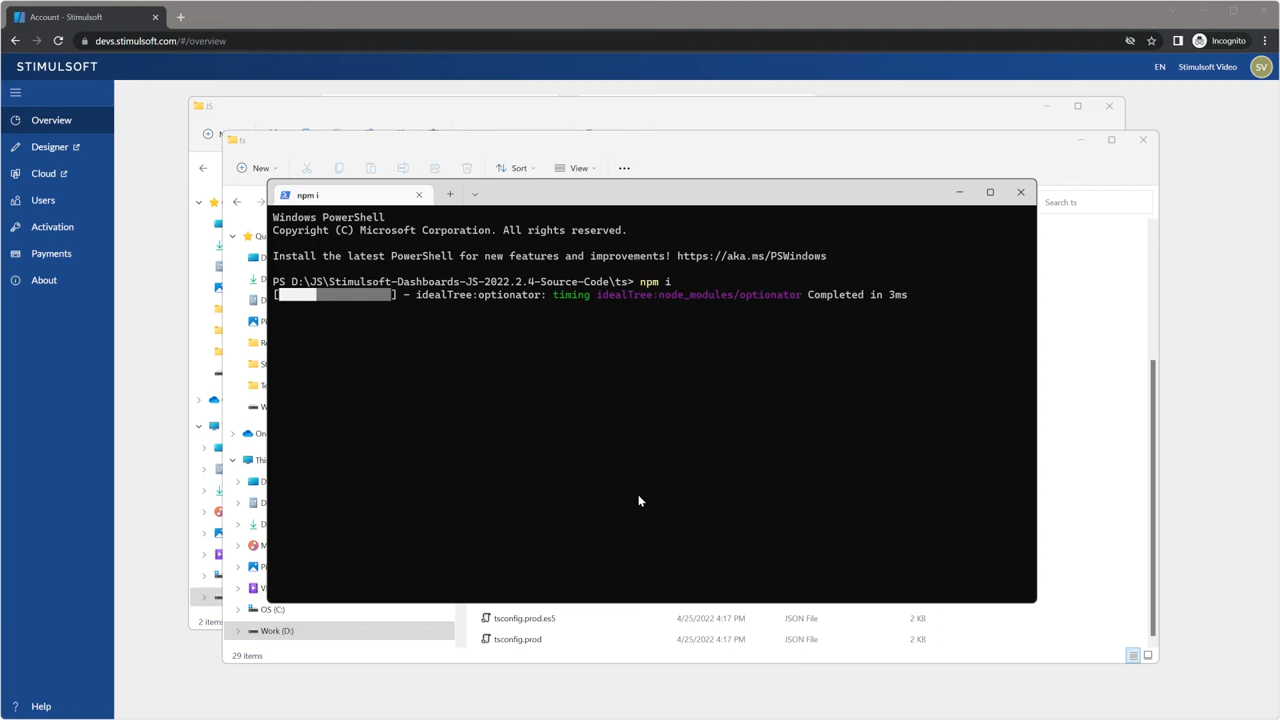 Account - Stimulsoft
devs.stimulsoft.com/#/overview
Incognito
STIMULSOFT
EN
Stimulsoft Video
SV
Overview
Designer
Cloud
Users
Activation
Payments
About
Help
JS
ts
New
Sort
View
Search ts
npm i
Windows PowerShell
Copyright (C) Microsoft Corporation. All rights reserved.
Install the latest PowerShell for new features and improvements! https://aka.ms/PSWindows
PS D:\JS\Stimulsoft-Dashboards-JS-2022.2.4-Source-Code\ts> npm i
[] - idealTree:optionator: timing idealTree:node_modules/optionator Completed in 3ms
OS (C:)
Work (D:)
tsconfig.prod.es5 4/25/2022 4:17 PM JSON File 2 KB
tsconfig.prod 4/25/2022 4:17 PM JSON File 2 KB
29 items
2 items